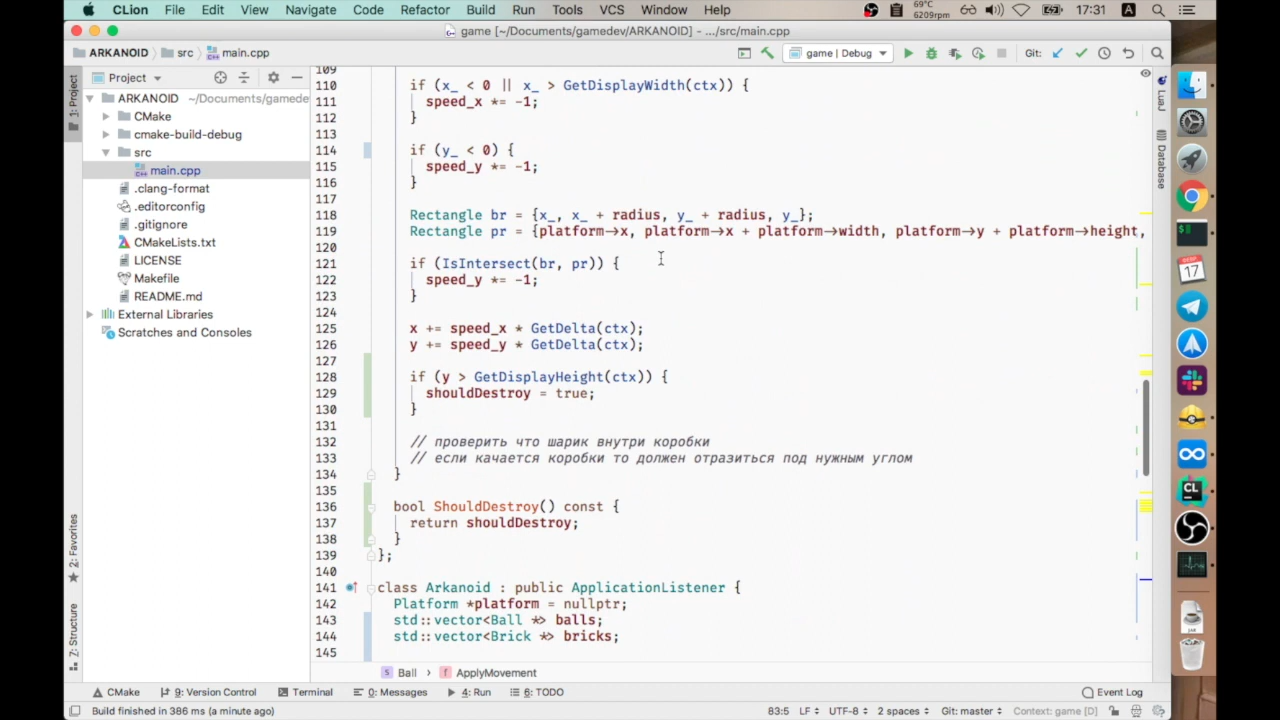 CLion File Edit View Navigate Code Refactor Build Run Tools VCS Window Help 69°C 6209rpm 17:31 A
game [~/Documents/gamedev/ARKANOID] - .../src/main.cpp
ARKANOID src main.cpp game | Debug Git:
Project
ARKANOID ~/Documents/gamede
CMake
cmake-build-debug
src
main.cpp
.clang-format
.editorconfig
.gitignore
CMakeLists.txt
LICENSE
Makefile
README.md
External Libraries
Scratches and Consoles
1: Project
2: Favorites
7: Structure
109
110 if (x_ < 0 || x_ > GetDisplayWidth(ctx)) {
111 speed_x *= -1;
112 }
113
114 if (y_ < 0) {
115 speed_y *= -1;
116 }
117
118 Rectangle br = {x_, x_ + radius, y_ + radius, y_};
119 Rectangle pr = {platform->x, platform->x + platform->width, platform->y + platform->height,
120
121 if (IsIntersect(br, pr)) {
122 speed_y *= -1;
123 }
124
125 x += speed_x * GetDelta(ctx);
126 y += speed_y * GetDelta(ctx);
127
128 if (y > GetDisplayHeight(ctx)) {
129 shouldDestroy = true;
130 }
131
132 // проверить что шарик внутри коробки
133 // если качается коробки то должен отразиться под нужным углом
134 }
135
136 bool ShouldDestroy() const {
137 return shouldDestroy;
138 }
139 };
140
141 class Arkanoid : public ApplicationListener {
142 Platform *platform = nullptr;
143 std::vector<Ball *> balls;
144 std::vector<Brick *> bricks;
145
S Ball › f ApplyMovement
LuaJ
Database
17
CL
JAR
CMake 9: Version Control Terminal 0: Messages 4: Run 6: TODO Event Log
Build finished in 386 ms (a minute ago) 83:5 LF UTF-8 2 spaces Git: master Context: game [D]